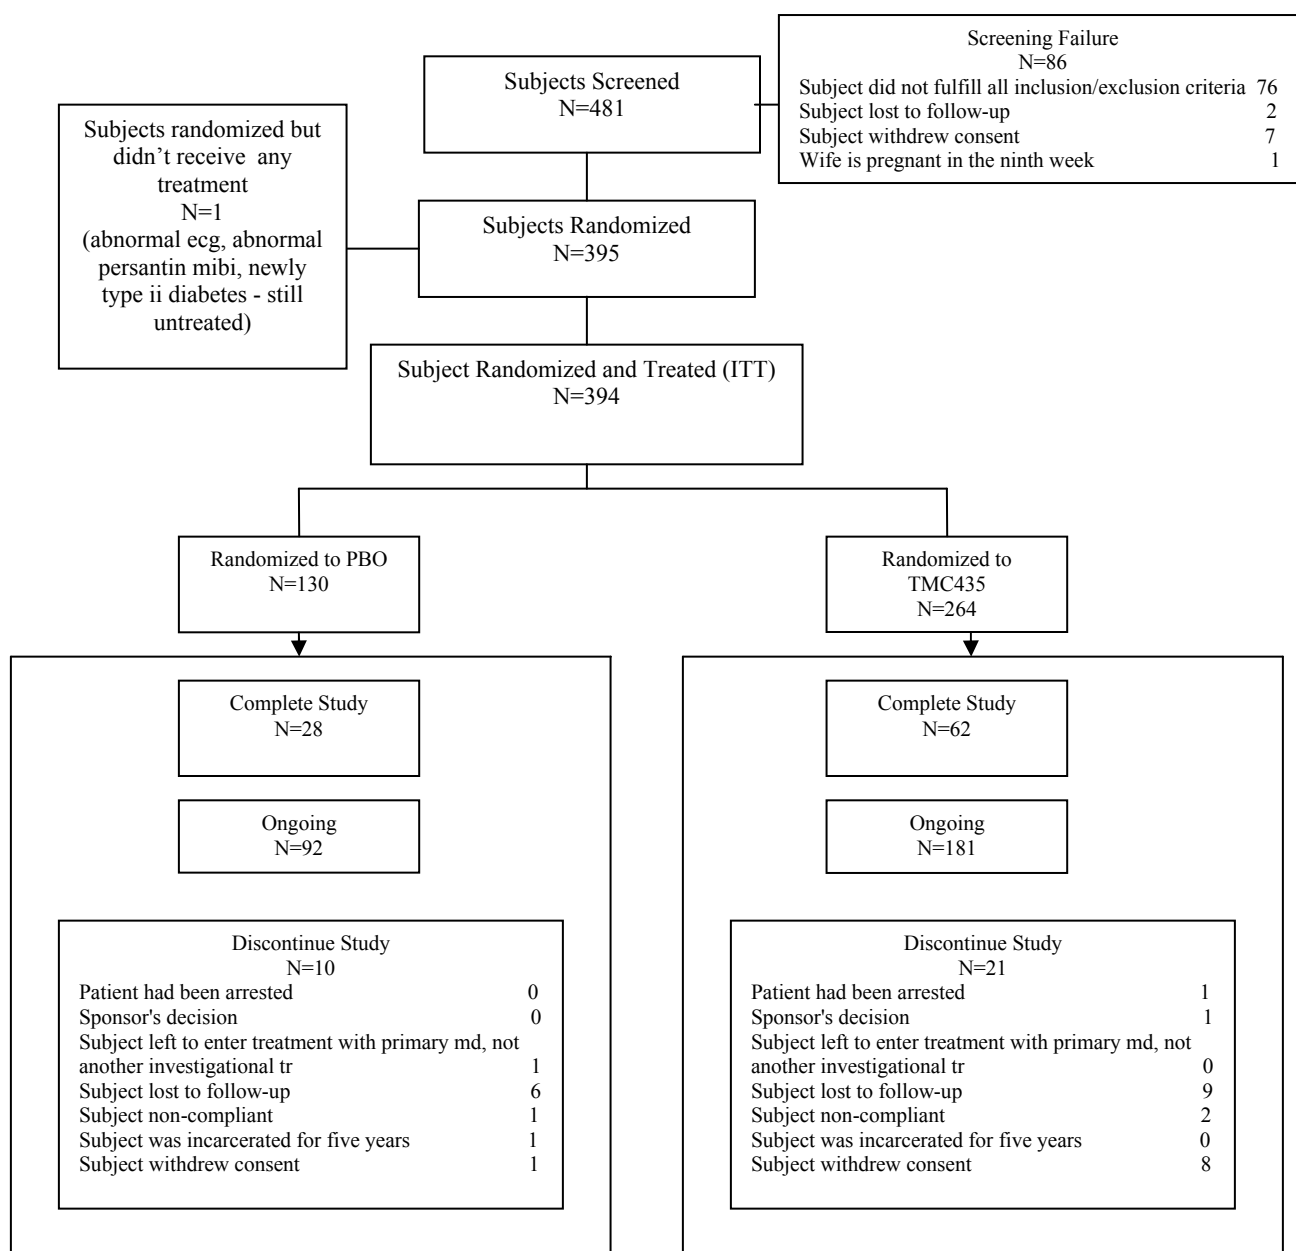 Subjects Screened
N=481
Screening Failure
N=86
Subject did not fulfill all inclusion/exclusion criteria 76
Subject lost to follow-up 2
Subject withdrew consent 7
Wife is pregnant in the ninth week 1
Subjects randomized but
didn't receive any
treatment
N=1
(abnormal ecg, abnormal
persantin mibi, newly
type ii diabetes - still
untreated)
Subjects Randomized
N=395
Subject Randomized and Treated (ITT)
N=394
Randomized to PBO
N=130
Complete Study
N=28
Ongoing
N=92
Discontinue Study
N=10
Patient had been arrested 0
Sponsor's decision 0
Subject left to enter treatment with primary md, not
another investigational tr 1
Subject lost to follow-up 6
Subject non-compliant 1
Subject was incarcerated for five years 1
Subject withdrew consent 1
Randomized to
TMC435
N=264
Complete Study
N=62
Ongoing
N=181
Discontinue Study
N=21
Patient had been arrested 1
Sponsor's decision 1
Subject left to enter treatment with primary md, not
another investigational tr 0
Subject lost to follow-up 9
Subject non-compliant 2
Subject was incarcerated for five years 0
Subject withdrew consent 8